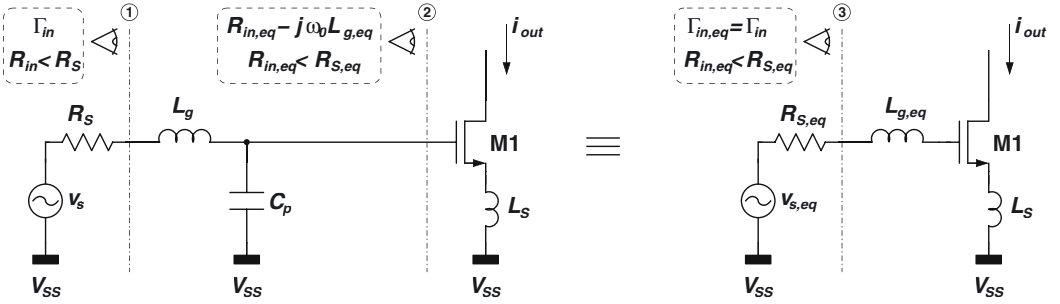 Γin
Rin < RS
1
Rin,eq – j ω0Lg,eq
Rin,eq < RS,eq
2
iout
RS
Lg
vs
Cp
M1
LS
VSS
VSS
VSS
≡
Γin,eq = Γin
Rin,eq < RS,eq
3
iout
RS,eq
Lg,eq
vs,eq
M1
LS
VSS
VSS